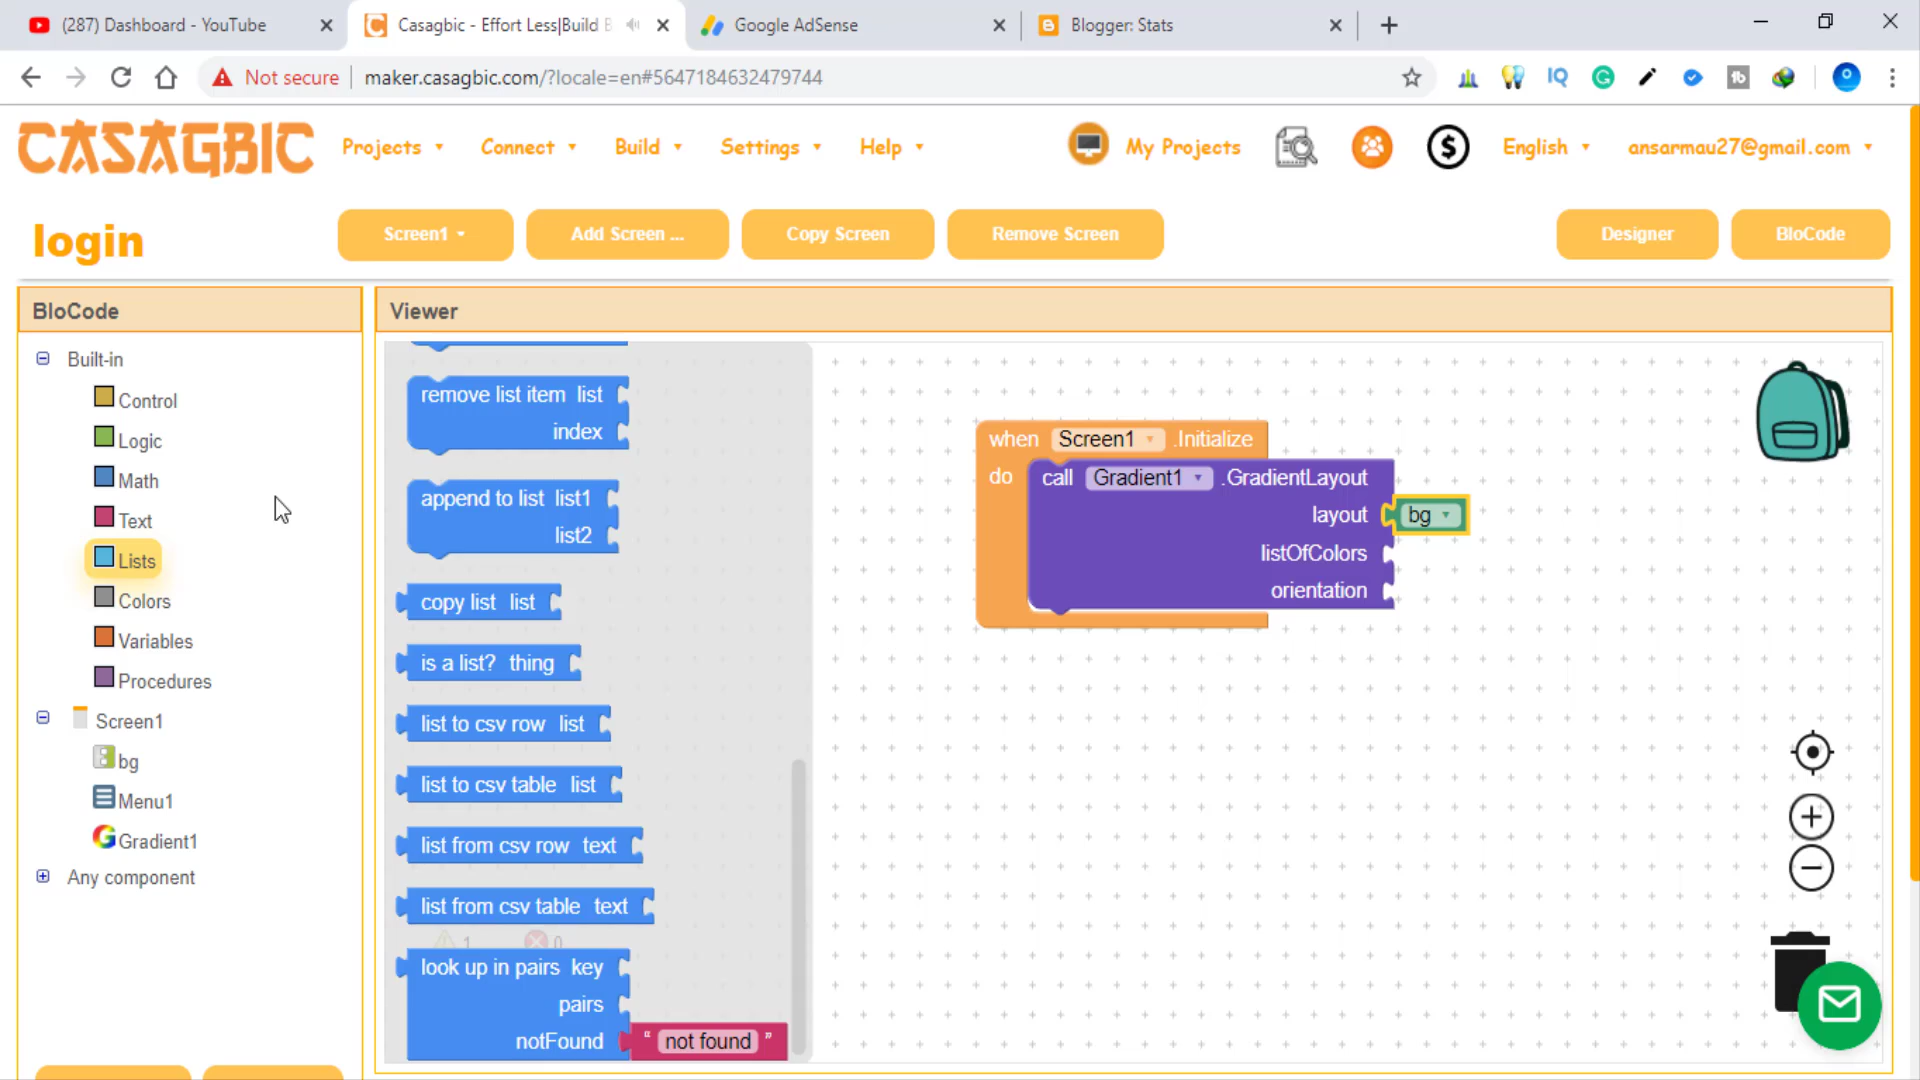 (287) Dashboard - YouTube
Casagbic - Effort Less|Build B
Google AdSense
Blogger: Stats
Not secure
maker.casagbic.com/?locale=en#5647184632479744
IQ
G
tb
CASAGBIC
Projects
Connect
Build
Settings
Help
My Projects
$
English
ansarmau27@gmail.com
login
Screen1
Add Screen ...
Copy Screen
Remove Screen
Designer
BloCode
BloCode
Viewer
Built-in
Control
Logic
Math
Text
Lists
Colors
Variables
Procedures
Screen1
bg
Menu1
Gradient1
Any component
remove list item list
index
append to list list1
list2
copy list list
is a list? thing
list to csv row list
list to csv table list
list from csv row text
list from csv table text
1 0
look up in pairs key
pairs
notFound " not found "
when Screen1 .Initialize
do call Gradient1 .GradientLayout
layout bg
listOfColors
orientation